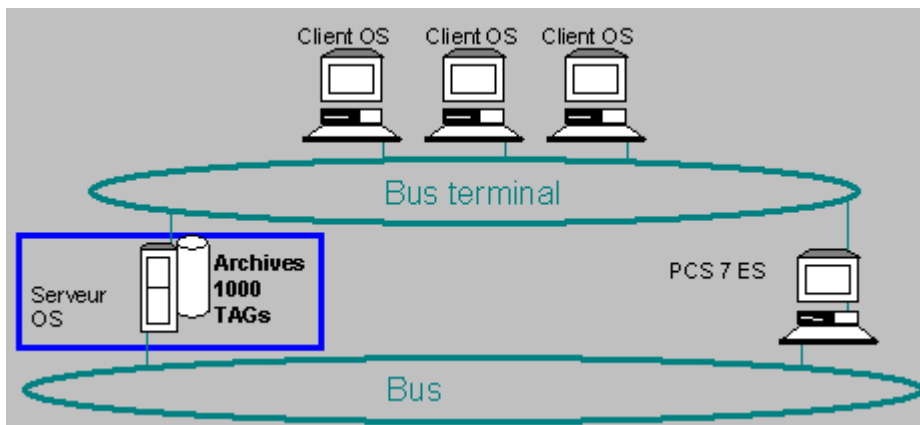 Client OS Client OS Client OS
Bus terminal
Archives
1000
TAGs
Serveur
OS
PCS 7 ES
Bus